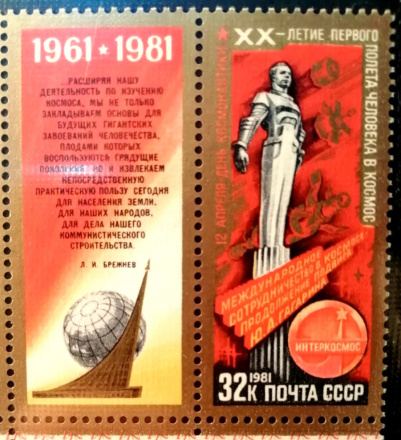 1961 ★ 1981
...РАСШИРЯЯ НАШУ
ДЕЯТЕЛЬНОСТЬ ПО ИЗУЧЕНИЮ
КОСМОСА, МЫ НЕ ТОЛЬКО
ЗАКЛАДЫВАЕМ ОСНОВЫ ДЛЯ
БУДУЩИХ ГИГАНТСКИХ
ЗАВОЕВАНИЙ ЧЕЛОВЕЧЕСТВА,
ПЛОДАМИ КОТОРЫХ
ВОСПОЛЬЗУЮТСЯ ГРЯДУЩИЕ
ПОКОЛЕНИЯ, НО И ИЗВЛЕКАЕМ
НЕПОСРЕДСТВЕННУЮ
ПРАКТИЧЕСКУЮ ПОЛЬЗУ СЕГОДНЯ
ДЛЯ НАСЕЛЕНИЯ ЗЕМЛИ,
ДЛЯ НАШИХ НАРОДОВ,
ДЛЯ ДЕЛА НАШЕГО
КОММУНИСТИЧЕСКОГО
СТРОИТЕЛЬСТВА.
Л. И. БРЕЖНЕВ
12 АПРЕЛЯ-ДЕНЬ КОСМОНАВТИКИ ★
XX-ЛЕТИЕ ПЕРВОГО
ПОЛЕТА ЧЕЛОВЕКА В КОСМОС
МЕЖДУНАРОДНОЕ
СОТРУДНИЧЕСТВО В КОСМОСЕ-
ПРОДОЛЖЕНИЕ ПОДВИГА
Ю. А. ГАГАРИНА
ИНТЕРКОСМОС
1981
32К ПОЧТА СССР